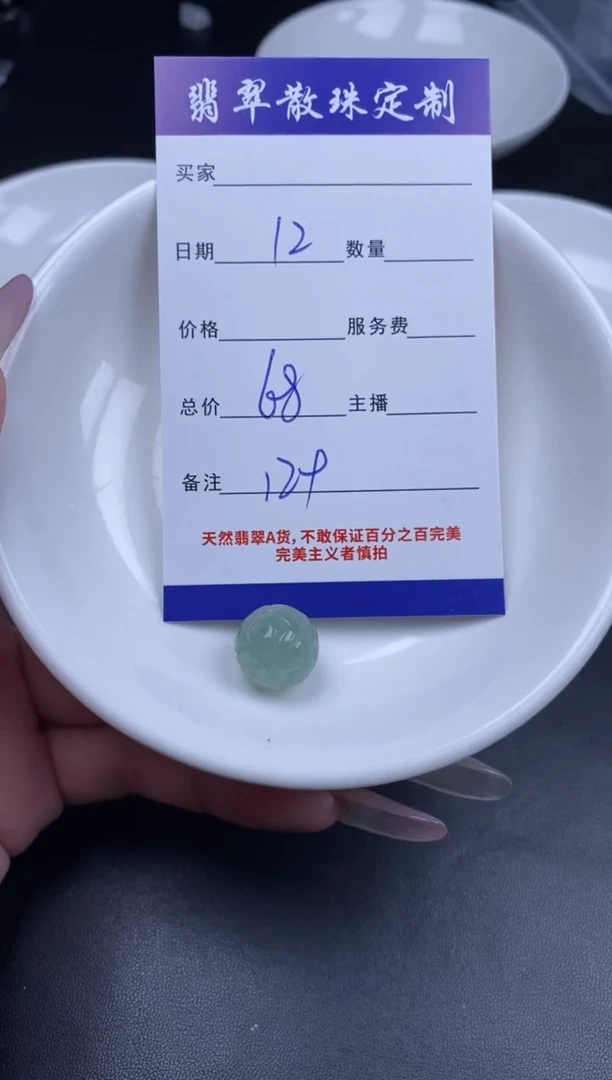 翡翠散珠定制
买家
日期 12 数量
价格 服务费
总价 68 主播
备注 124
天然翡翠A货，不敢保证百分之百完美
完美主义者慎拍